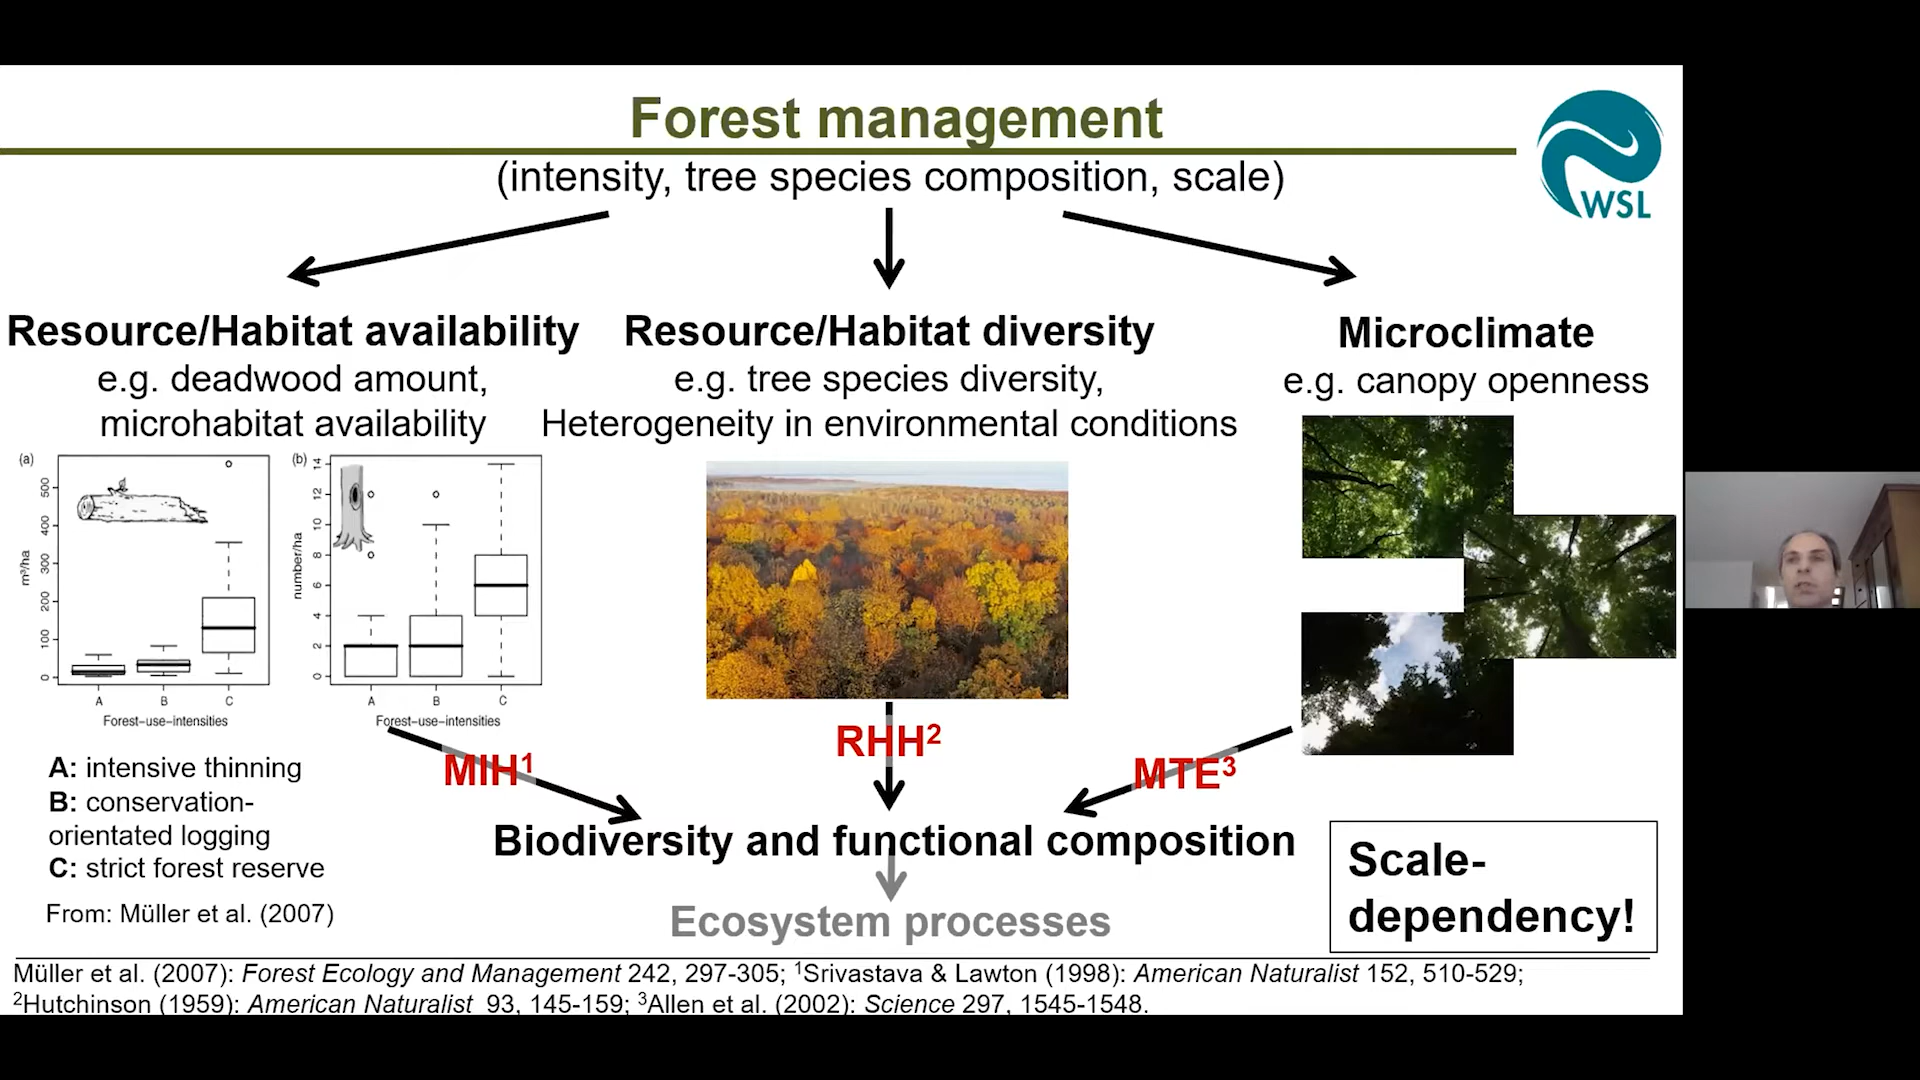 Forest management
WSL
(intensity, tree species composition, scale)
Resource/Habitat availability
e.g. deadwood amount,
microhabitat availability
Resource/Habitat diversity
e.g. tree species diversity,
Heterogeneity in environmental conditions
Microclimate
e.g. canopy openness
(a)
m³/ha
500
400
300
200
100
0
A B C
Forest-use-intensities
(b)
number/ha
14
12
10
8
6
4
2
0
A B C
Forest-use-intensities
A: intensive thinning
B: conservation-
orientated logging
C: strict forest reserve
From: Müller et al. (2007)
MIH¹
RHH²
MTE³
Biodiversity and functional composition
Ecosystem processes
Scale-
dependency!
Müller et al. (2007): Forest Ecology and Management 242, 297-305; ¹Srivastava & Lawton (1998): American Naturalist 152, 510-529;
²Hutchinson (1959): American Naturalist 93, 145-159; ³Allen et al. (2002): Science 297, 1545-1548.